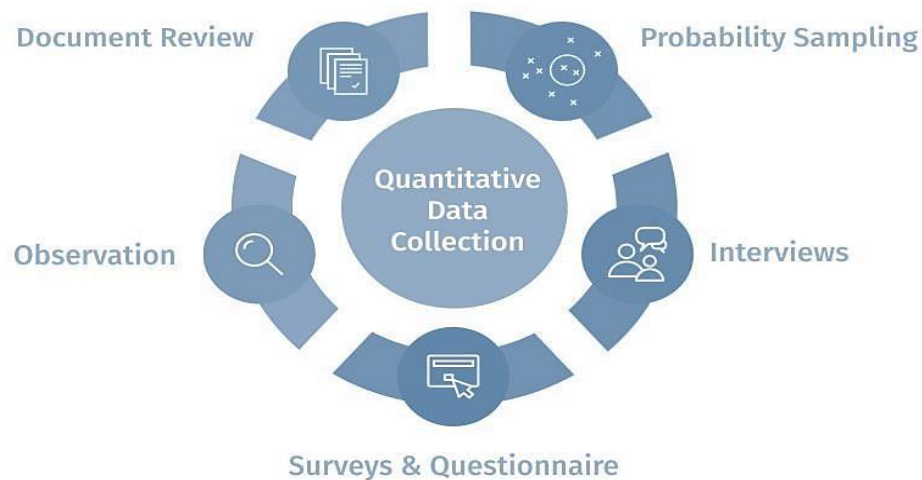 Document Review
Probability Sampling
Quantitative
Data
Collection
Observation
Interviews
Surveys & Questionnaire